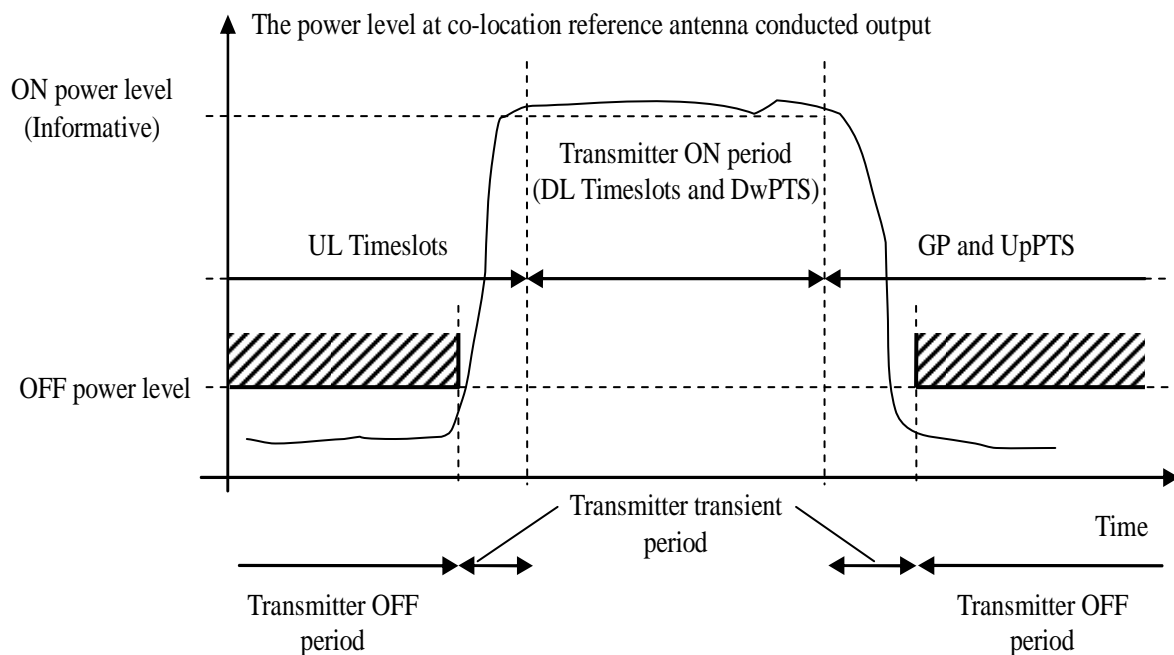 The power level at co-location reference antenna conducted output
ON power level
(Informative)
Transmitter ON period
(DL Timeslots and DwPTS)
UL Timeslots
GP and UpPTS
OFF power level
Transmitter transient
period
Time
Transmitter OFF
period
Transmitter OFF
period